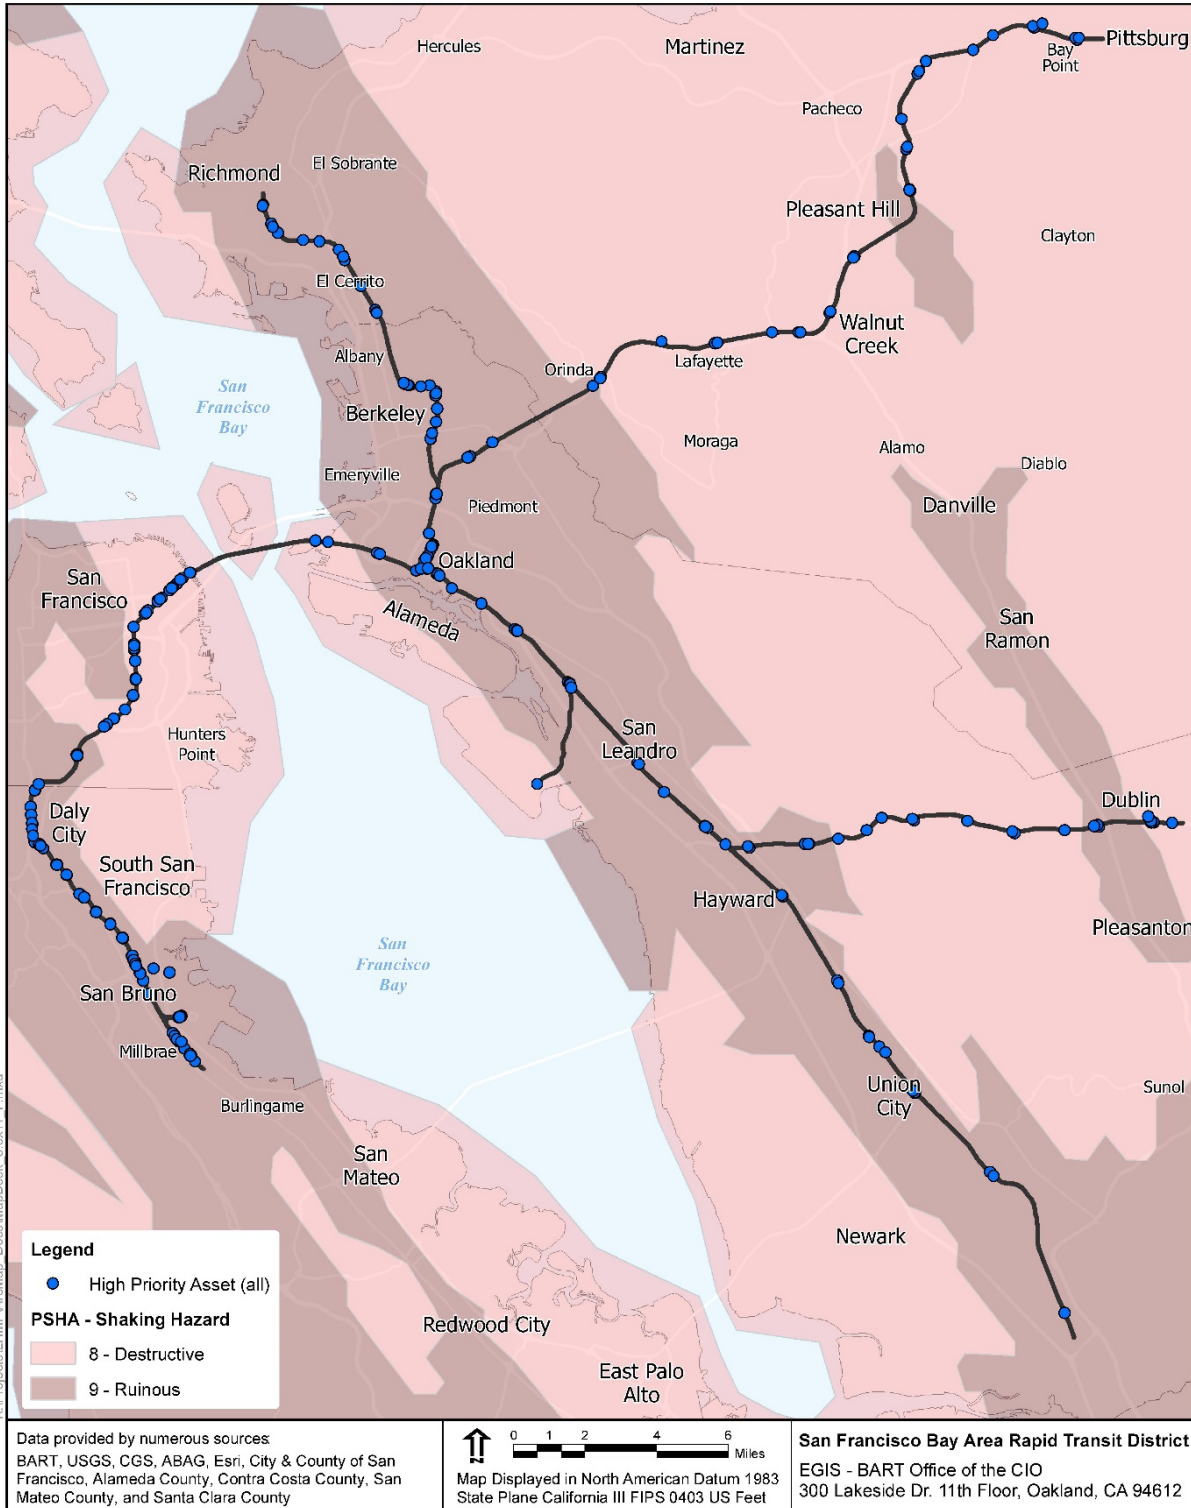 Hercules
Martinez
Pittsburg
Bay
Point
Pacheco
El Sobrante
Richmond
Pleasant Hill
Clayton
El Cerrito
Walnut
Creek
Albany
Orinda
Lafayette
San
Francisco
Bay
Berkeley
Moraga
Alamo
Diablo
Emeryville
Danville
Piedmont
Oakland
San
Francisco
Alameda
San
Ramon
Hunters
Point
San
Leandro
Daly
City
Dublin
South San
Francisco
Hayward
Pleasanton
San
Francisco
Bay
San Bruno
Millbrae
Union
City
Sunol
Burlingame
San
Mateo
Newark
Redwood City
East Palo
Alto
Legend
High Priority Asset (all)
PSHA - Shaking Hazard
8 - Destructive
9 - Ruinous
Data provided by numerous sources:
BART, USGS, CGS, ABAG, Esri, City & County of San
Francisco, Alameda County, Contra Costa County, San
Mateo County, and Santa Clara County
0 1 2 4 6
Miles
Map Displayed in North American Datum 1983
State Plane California III FIPS 0403 US Feet
San Francisco Bay Area Rapid Transit District
EGIS - BART Office of the CIO
300 Lakeside Dr. 11th Floor, Oakland, CA 94612